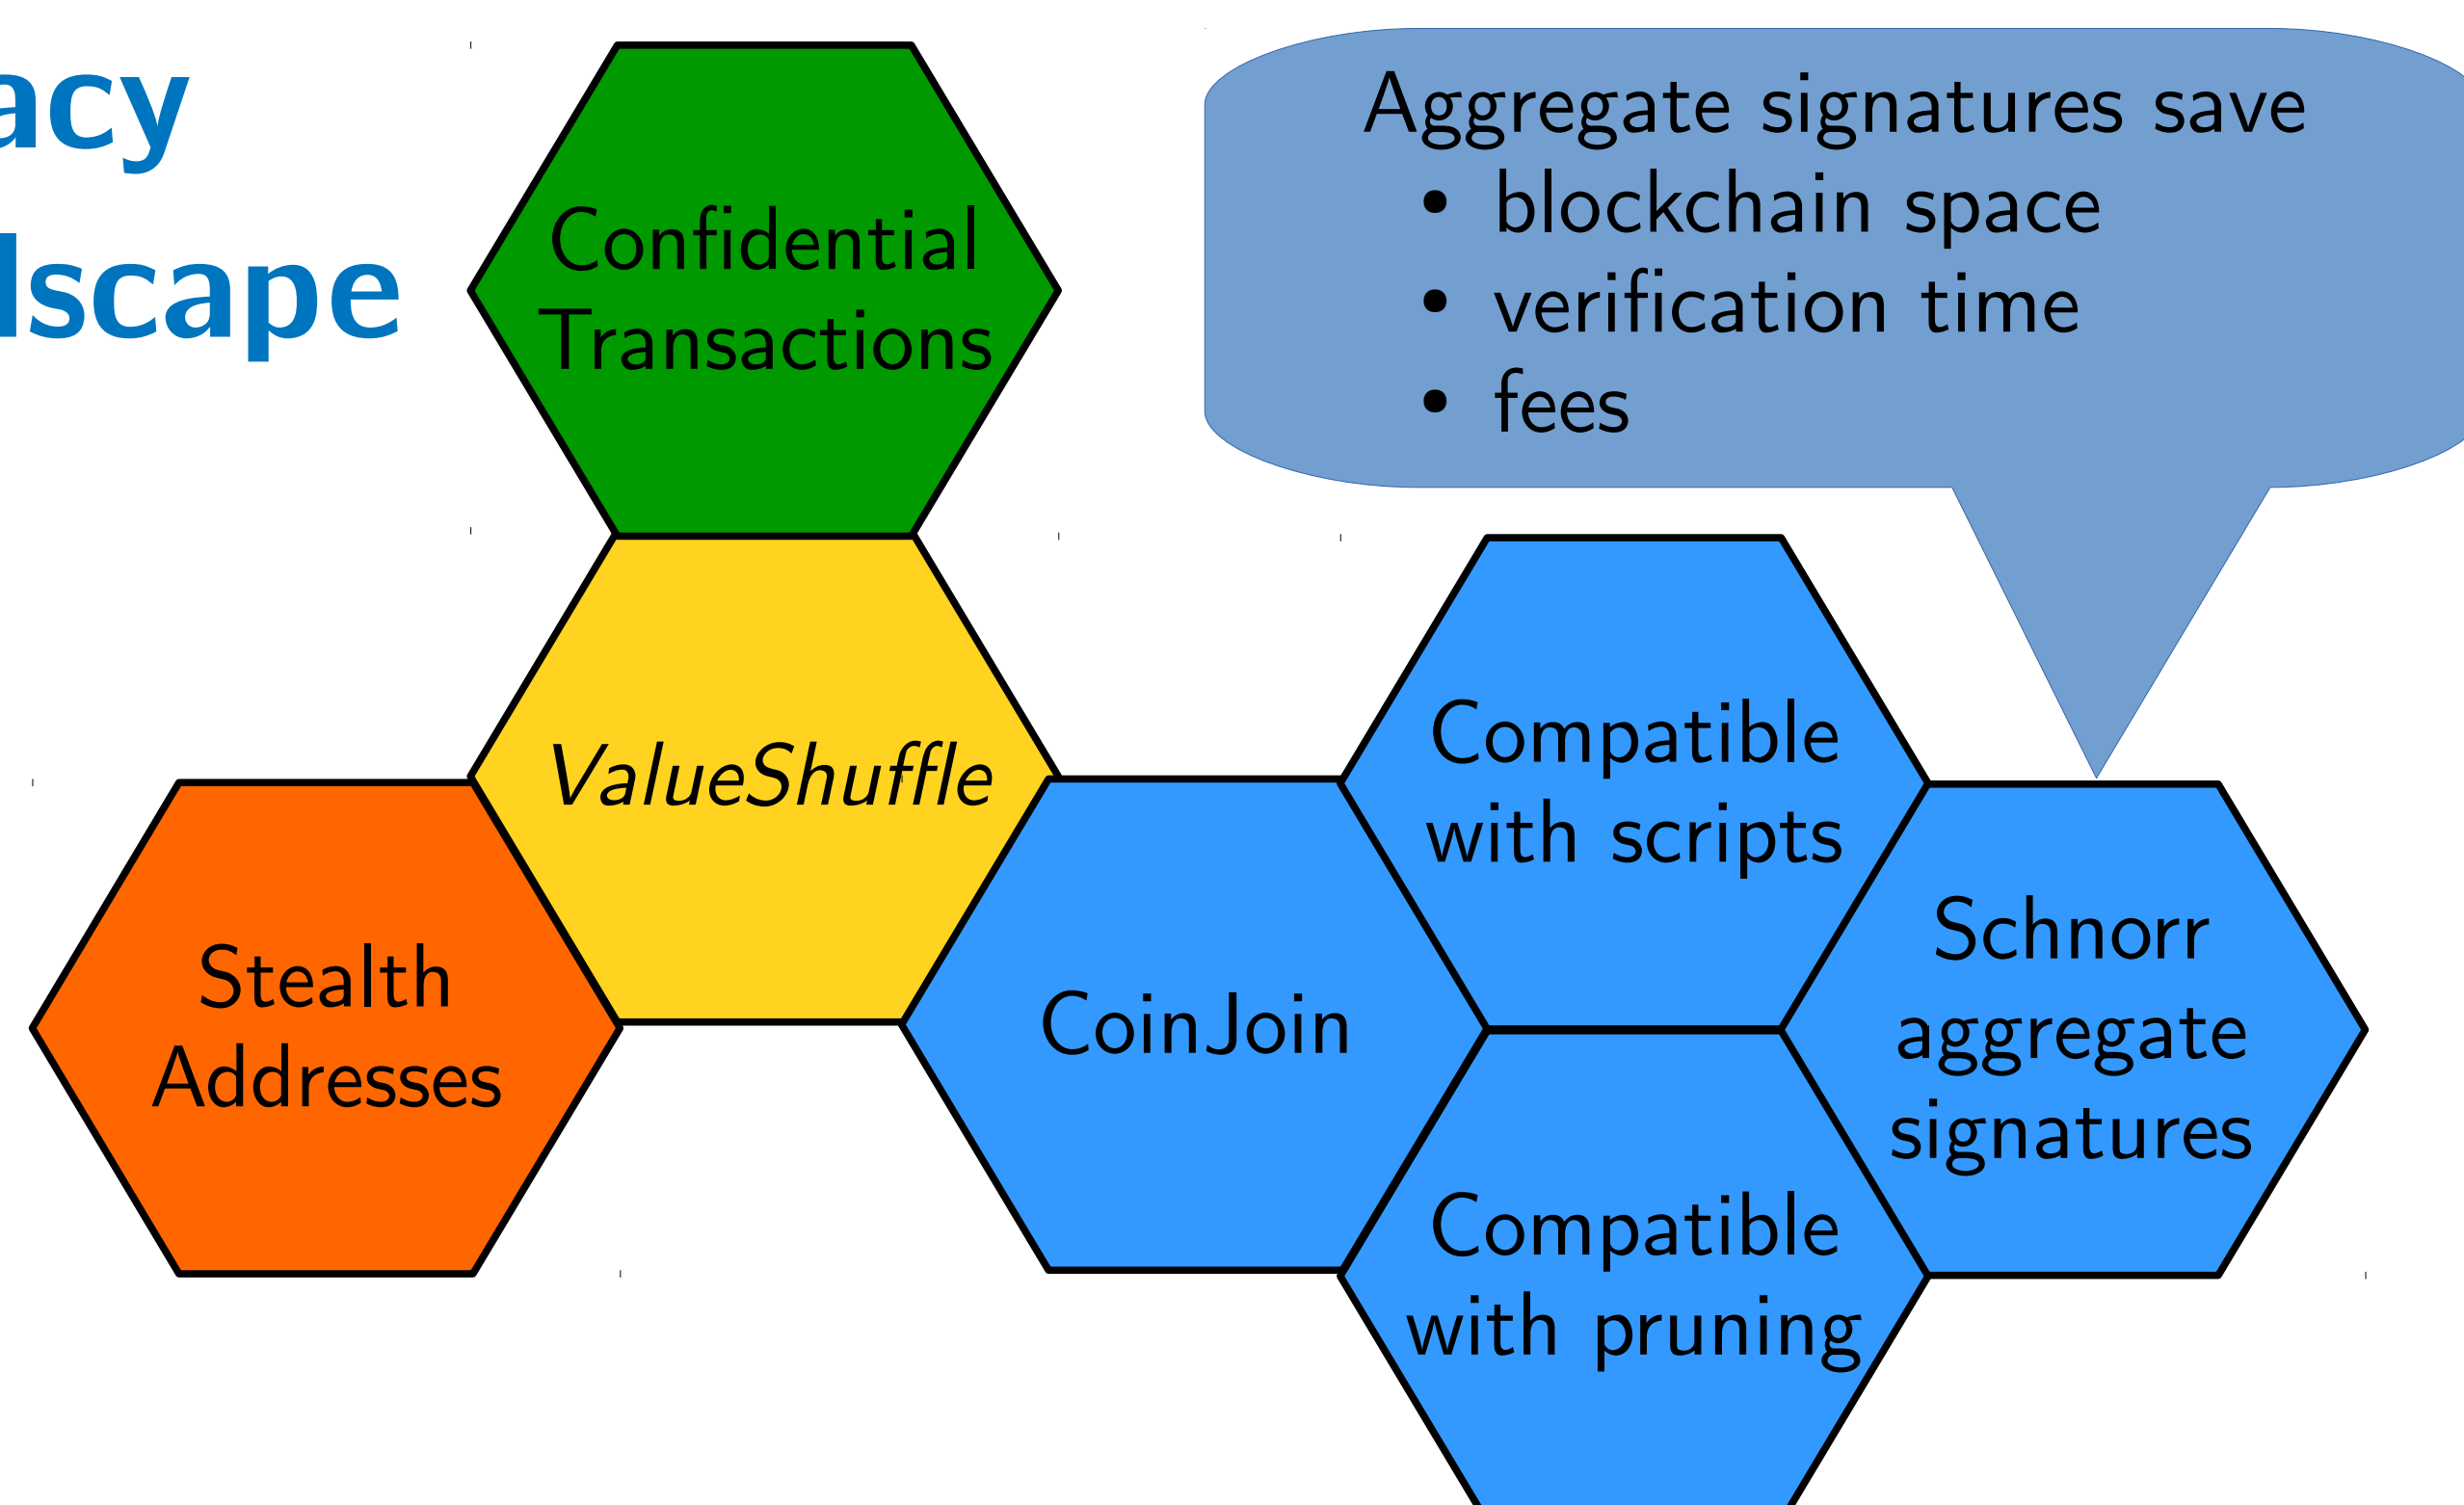 acy
dscape
Confidential
Transactions
Aggregate signatures save
• blockchain space
• verification time
• fees
ValueShuffle
Stealth
Addresses
CoinJoin
Compatible
with scripts
Schnorr
aggregate
signatures
Compatible
with pruning